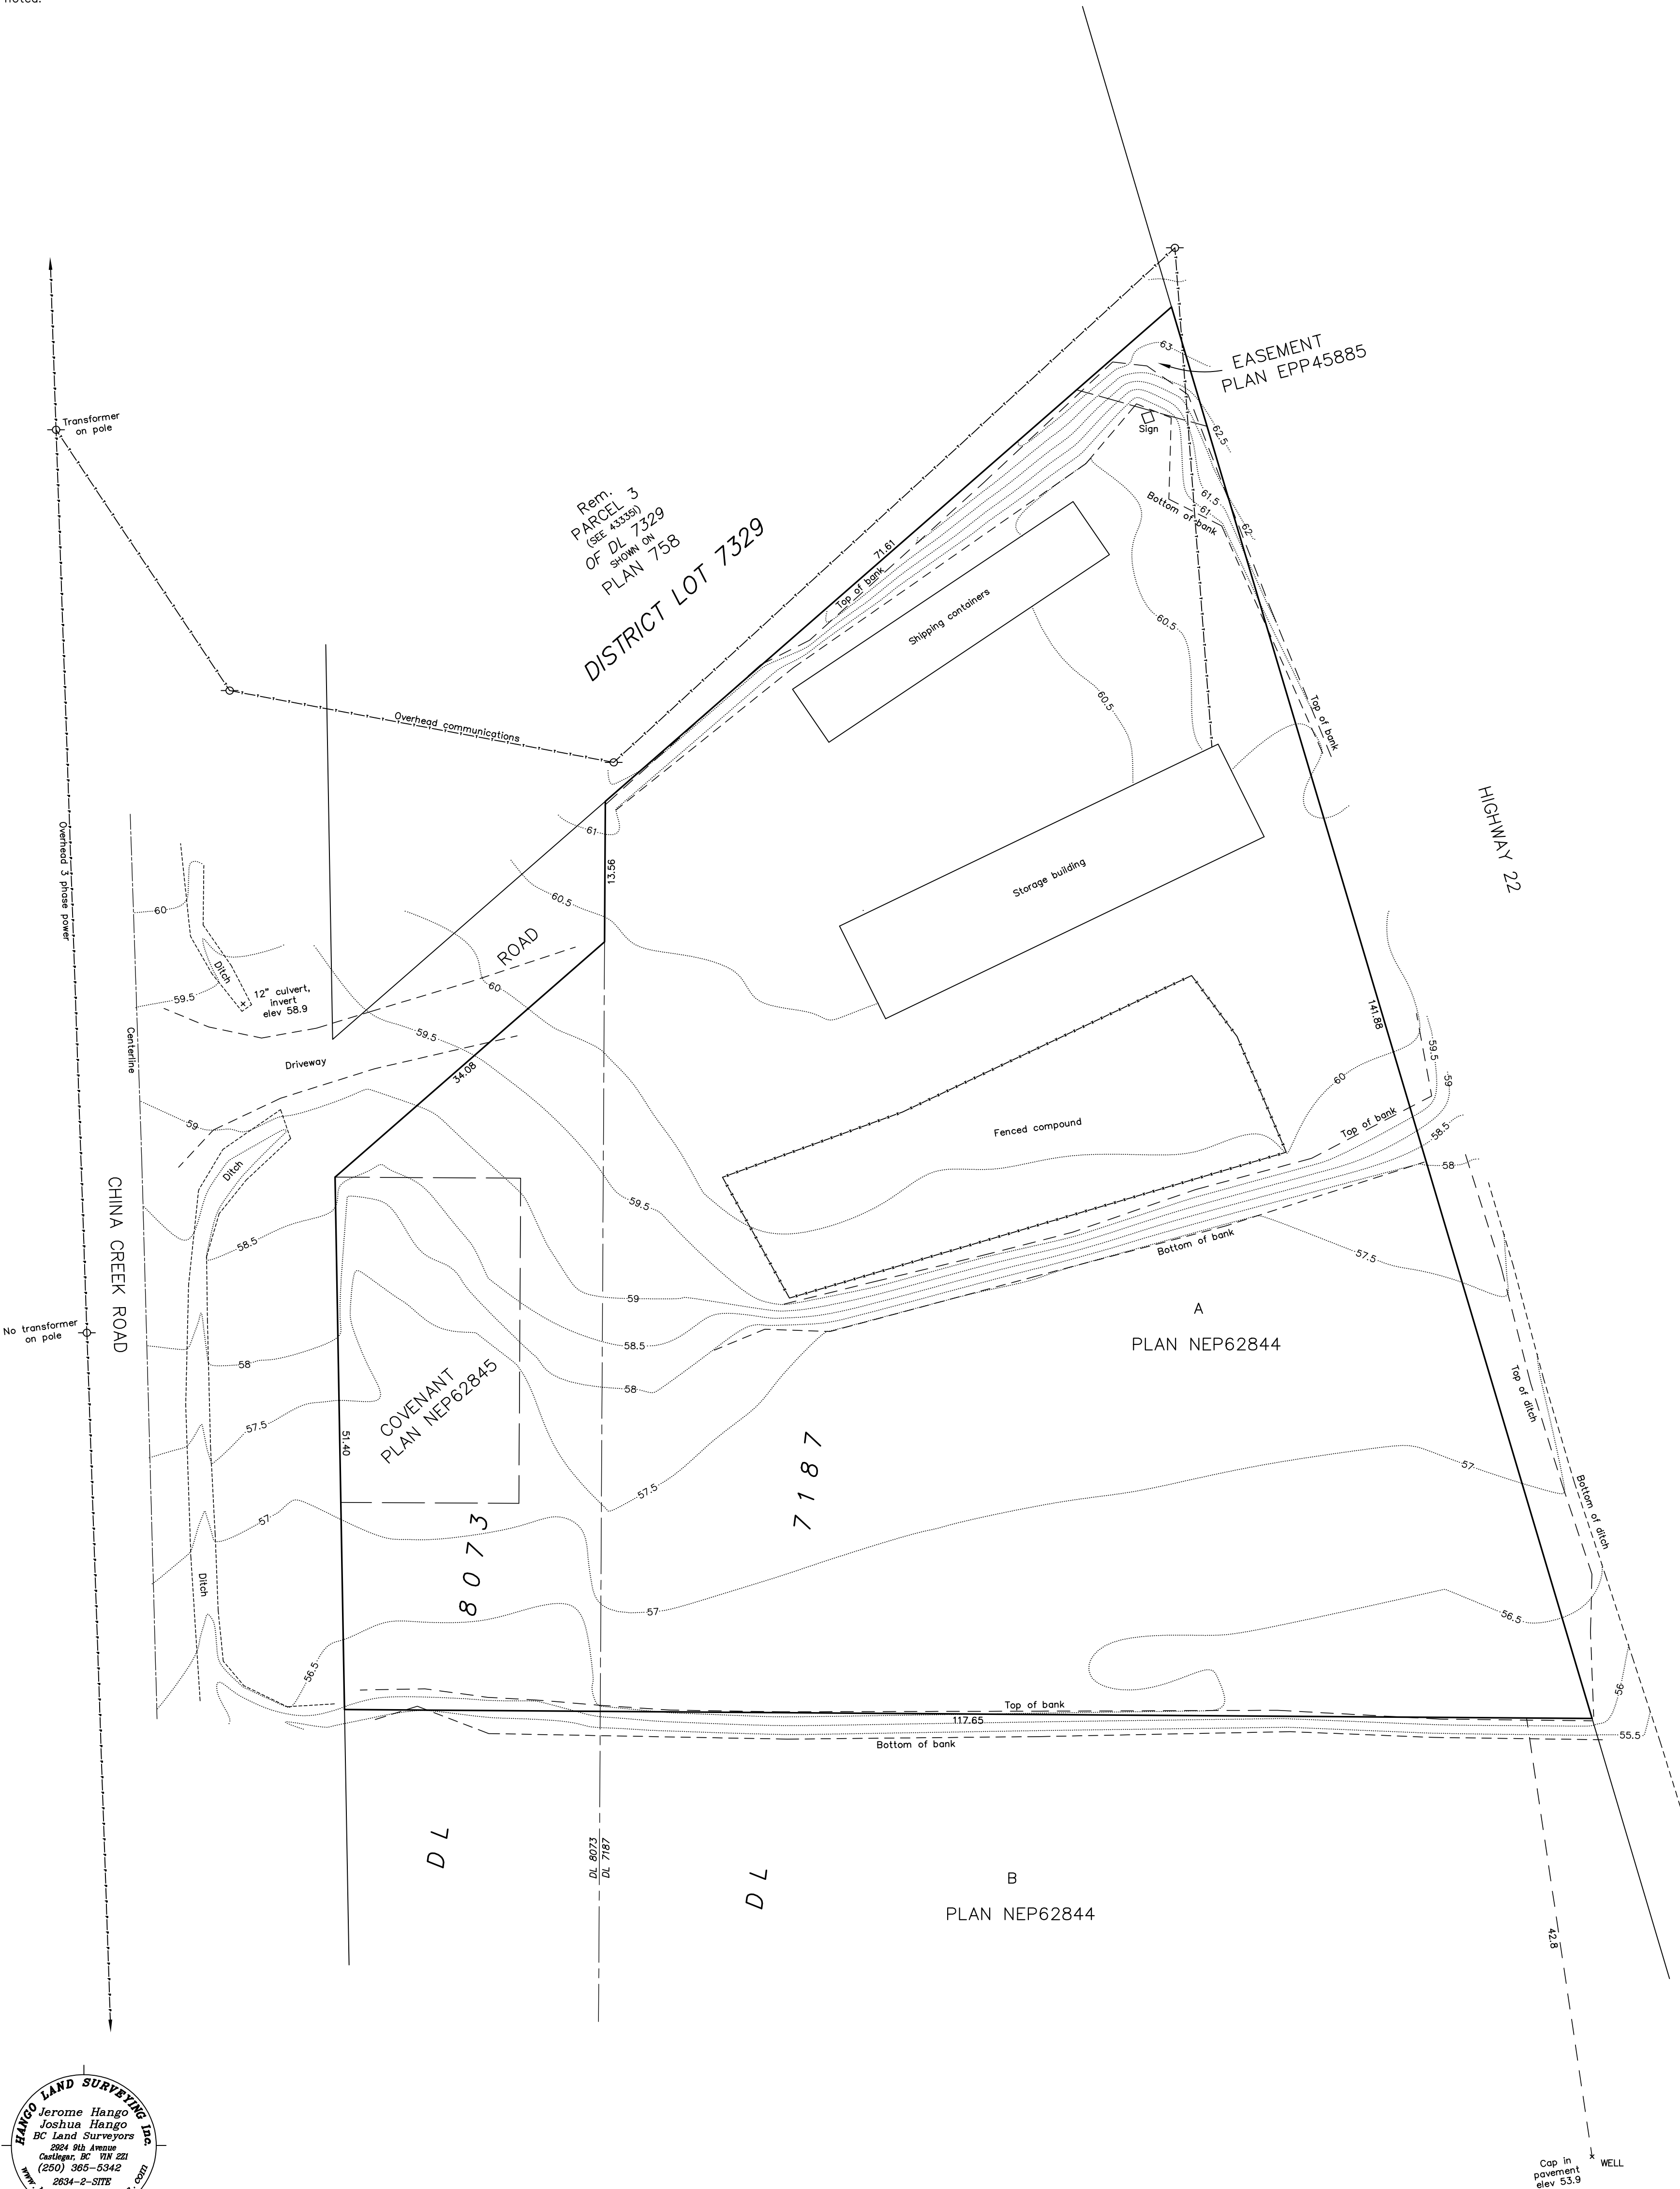 noted.
Transformer
on pole
Rem.
PARCEL 3
(SEE 43335I)
OF DL 7329
SHOWN ON
PLAN 758
DISTRICT LOT 7329
EASEMENT
PLAN EPP45885
63
Sign
62.5
Bottom of bank
61.5
61
62
71.61
Top of bank
Shipping containers
60.5
60.5
Top of bank
Overhead communications
HIGHWAY 22
61
13.56
60.5
Storage building
Overhead 3 phase power
60
ROAD
Ditch
12" culvert,
invert
elev 58.9
59.5
60
Centerline
59.5
Driveway
34.08
141.88
59.5
59
60
Fenced compound
Top of bank
58.5
58
59
Ditch
CHINA CREEK ROAD
59.5
58.5
Bottom of bank
57.5
59
A
PLAN NEP62844
No transformer
on pole
58.5
58
58
COVENANT
PLAN NEP62845
Top of ditch
57.5
51.40
7187
57
57.5
Bottom of ditch
57
8073
Ditch
57
56.5
56.5
56
Top of bank
117.65
Bottom of bank
55.5
DL
DL 8073
DL 7187
DL
B
PLAN NEP62844
42.8
HANGO LAND SURVEYING Inc.
Jerome Hango
Joshua Hango
BC Land Surveyors
2924 9th Avenue
Castlegar, BC V1N 2Z1
(250) 365-5342
2634-2-SITE
www.
.com
Cap in
pavement
elev 53.9
WELL